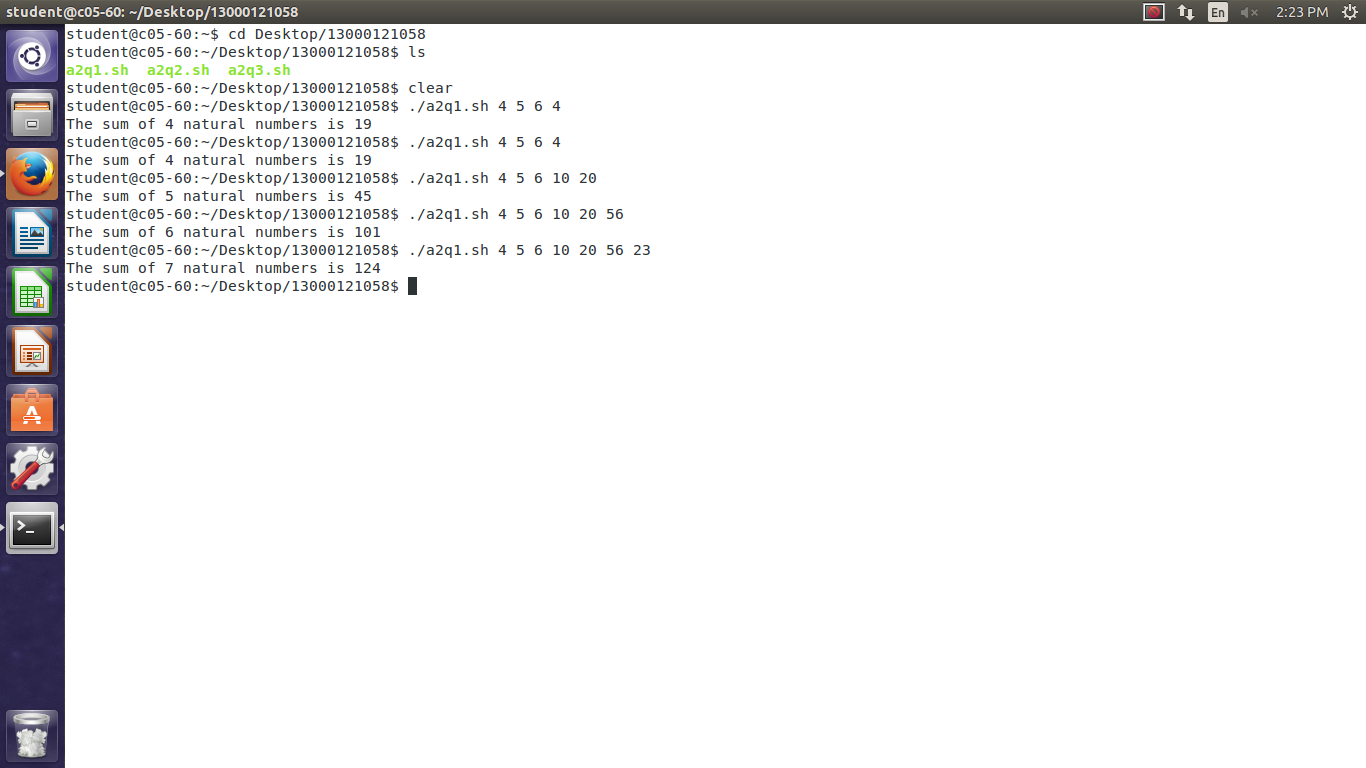 student@c05-60: ~/Desktop/13000121058
En
2:23 PM
student@c05-60:~$ cd Desktop/13000121058
student@c05-60:~/Desktop/13000121058$ ls
a2q1.sh  a2q2.sh  a2q3.sh
student@c05-60:~/Desktop/13000121058$ clear
student@c05-60:~/Desktop/13000121058$ ./a2q1.sh 4 5 6 4
The sum of 4 natural numbers is 19
student@c05-60:~/Desktop/13000121058$ ./a2q1.sh 4 5 6 4
The sum of 4 natural numbers is 19
student@c05-60:~/Desktop/13000121058$ ./a2q1.sh 4 5 6 10 20
The sum of 5 natural numbers is 45
student@c05-60:~/Desktop/13000121058$ ./a2q1.sh 4 5 6 10 20 56
The sum of 6 natural numbers is 101
student@c05-60:~/Desktop/13000121058$ ./a2q1.sh 4 5 6 10 20 56 23
The sum of 7 natural numbers is 124
student@c05-60:~/Desktop/13000121058$